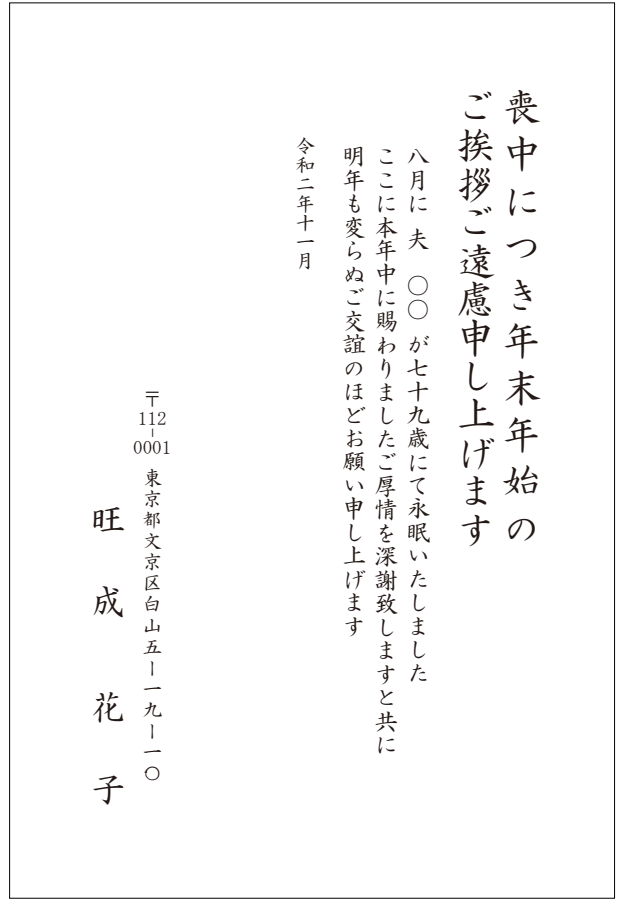 喪中につき年末年始の
ご挨拶ご遠慮申し上げます
八月に 夫 〇〇 が七十九歳にて永眠いたしました
ここに本年中に賜わりましたご厚情を深謝致しますと共に
明年も変らぬご交誼のほどお願い申し上げます
令和二年十一月
〒112-0001 東京都文京区白山五ー一九ー一〇
旺成花子